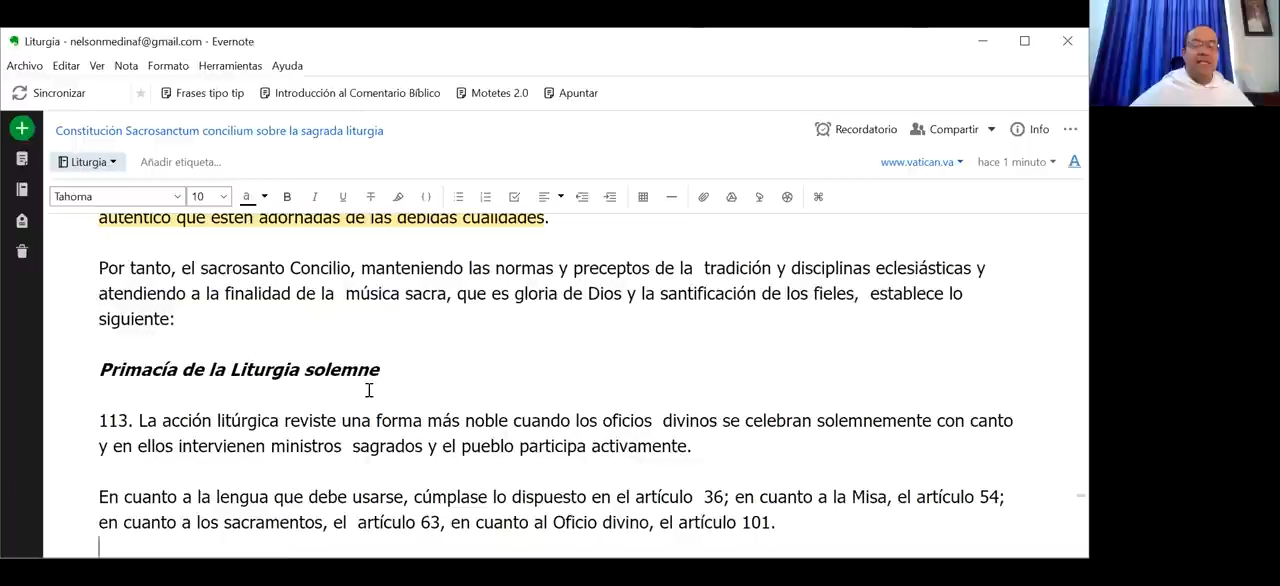 Liturgia - nelsonmedinaf@gmail.com - Evernote
Archivo Editar Ver Nota Formato Herramientas Ayuda
Sincronizar Frases tipo tip Introducción al Comentario Bíblico Motetes 2.0 Apuntar
Constitución Sacrosanctum concilium sobre la sagrada liturgia Recordatorio Compartir Info
Liturgia Añadir etiqueta... www.vatican.va hace 1 minuto
Tahoma 10 a B I U T
auténtico que estén adornadas de las debidas cualidades.
Por tanto, el sacrosanto Concilio, manteniendo las normas y preceptos de la tradición y disciplinas eclesiásticas y
atendiendo a la finalidad de la música sacra, que es gloria de Dios y la santificación de los fieles, establece lo
siguiente:
Primacía de la Liturgia solemne
113. La acción litúrgica reviste una forma más noble cuando los oficios divinos se celebran solemnemente con canto
y en ellos intervienen ministros sagrados y el pueblo participa activamente.
En cuanto a la lengua que debe usarse, cúmplase lo dispuesto en el artículo 36; en cuanto a la Misa, el artículo 54;
en cuanto a los sacramentos, el artículo 63, en cuanto al Oficio divino, el artículo 101.